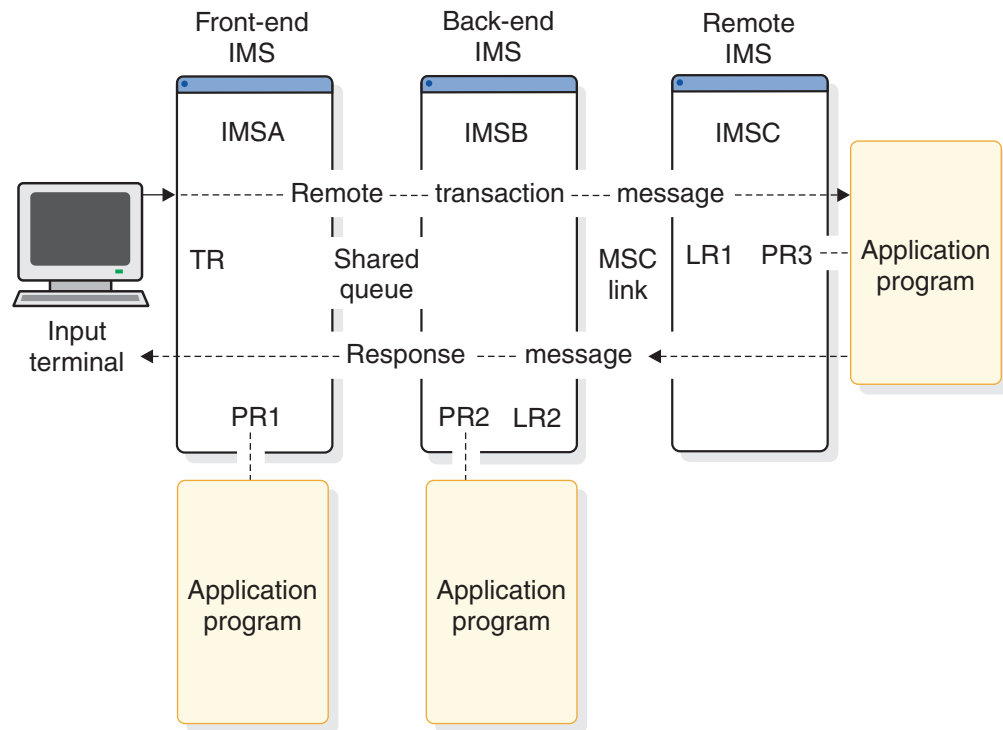 Front-end
IMS
Back-end
IMS
Remote
IMS
IMSA
IMSB
IMSC
Remote transaction message
TR
Shared
queue
MSC
link
LR1
PR3
Application
program
Input
terminal
Response message
PR1
PR2
LR2
Application
program
Application
program